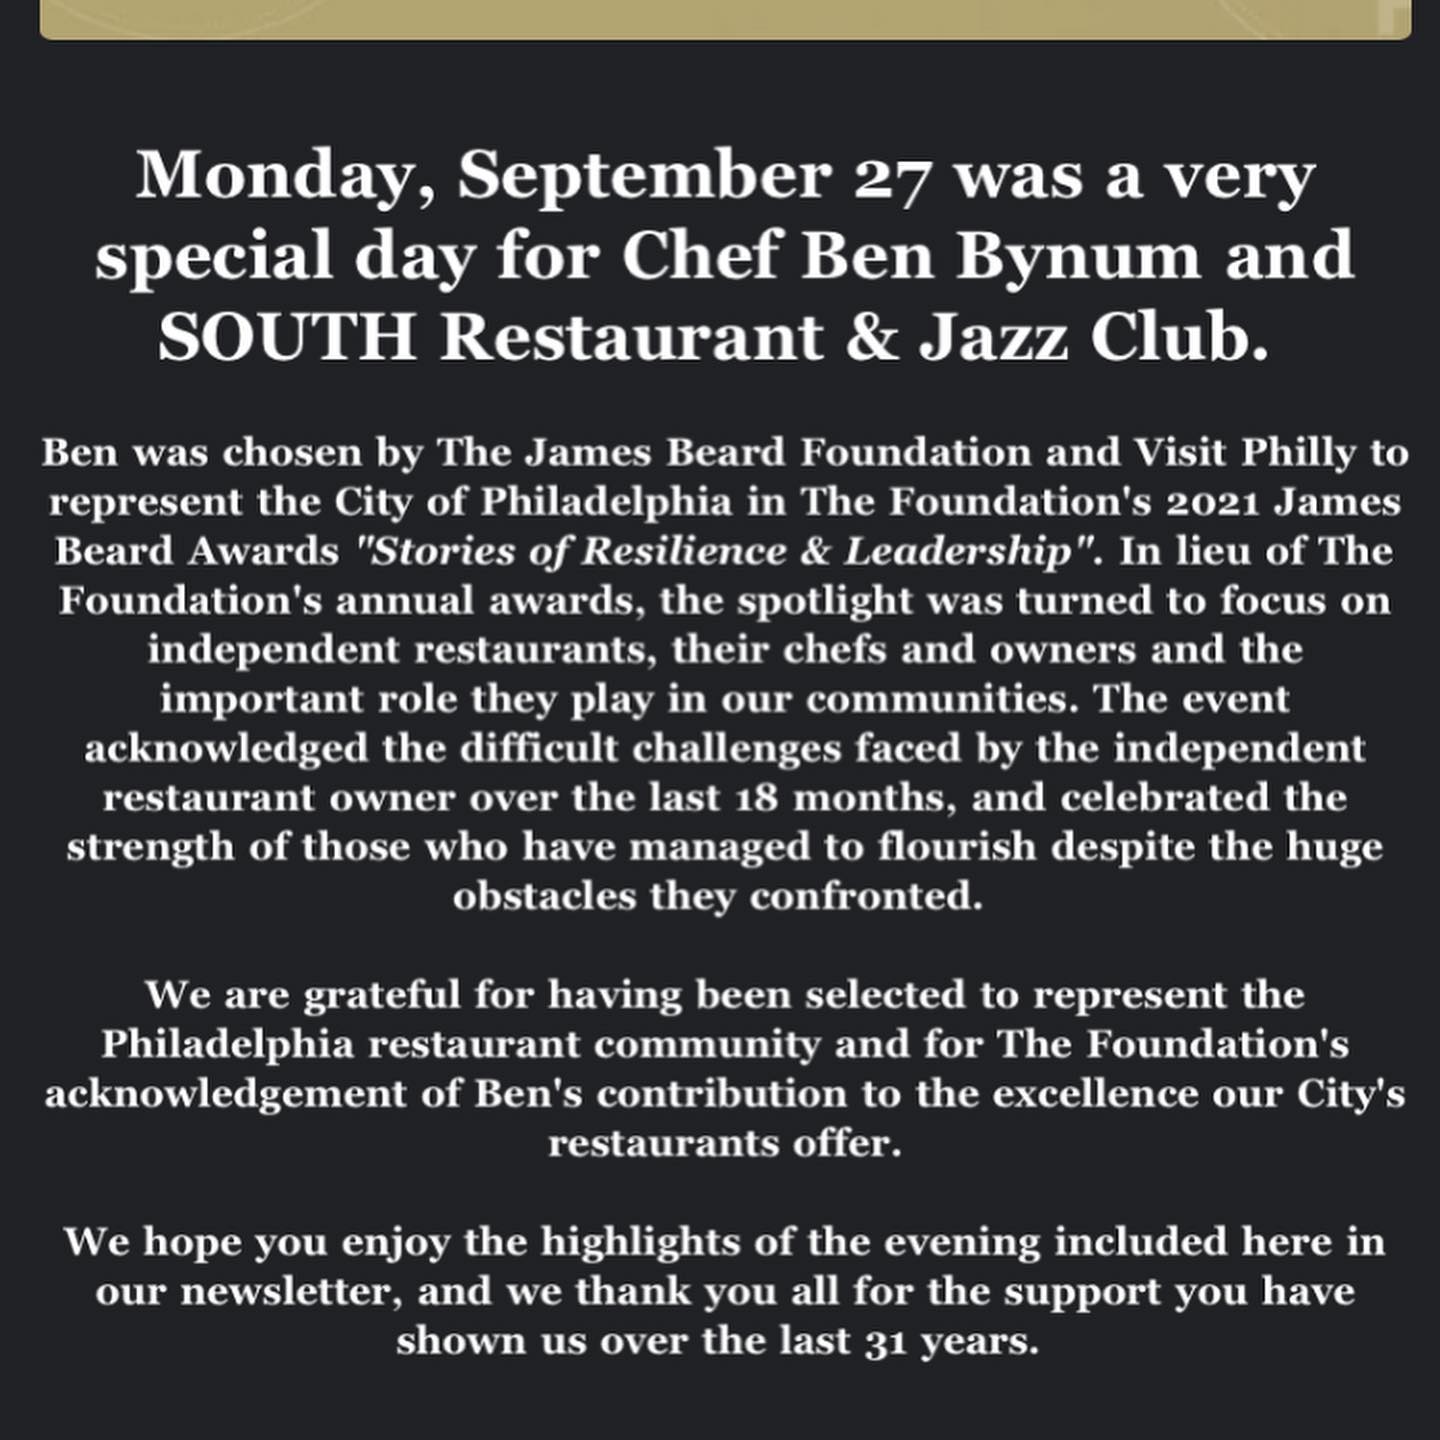 Monday, September 27 was a very
special day for Chef Ben Bynum and
SOUTH Restaurant & Jazz Club.
Ben was chosen by The James Beard Foundation and Visit Philly to
represent the City of Philadelphia in The Foundation's 2021 James
Beard Awards "Stories of Resilience & Leadership". In lieu of The
Foundation's annual awards, the spotlight was turned to focus on
independent restaurants, their chefs and owners and the
important role they play in our communities. The event
acknowledged the difficult challenges faced by the independent
restaurant owner over the last 18 months, and celebrated the
strength of those who have managed to flourish despite the huge
obstacles they confronted.
We are grateful for having been selected to represent the
Philadelphia restaurant community and for The Foundation's
acknowledgement of Ben's contribution to the excellence our City's
restaurants offer.
We hope you enjoy the highlights of the evening included here in
our newsletter, and we thank you all for the support you have
shown us over the last 31 years.